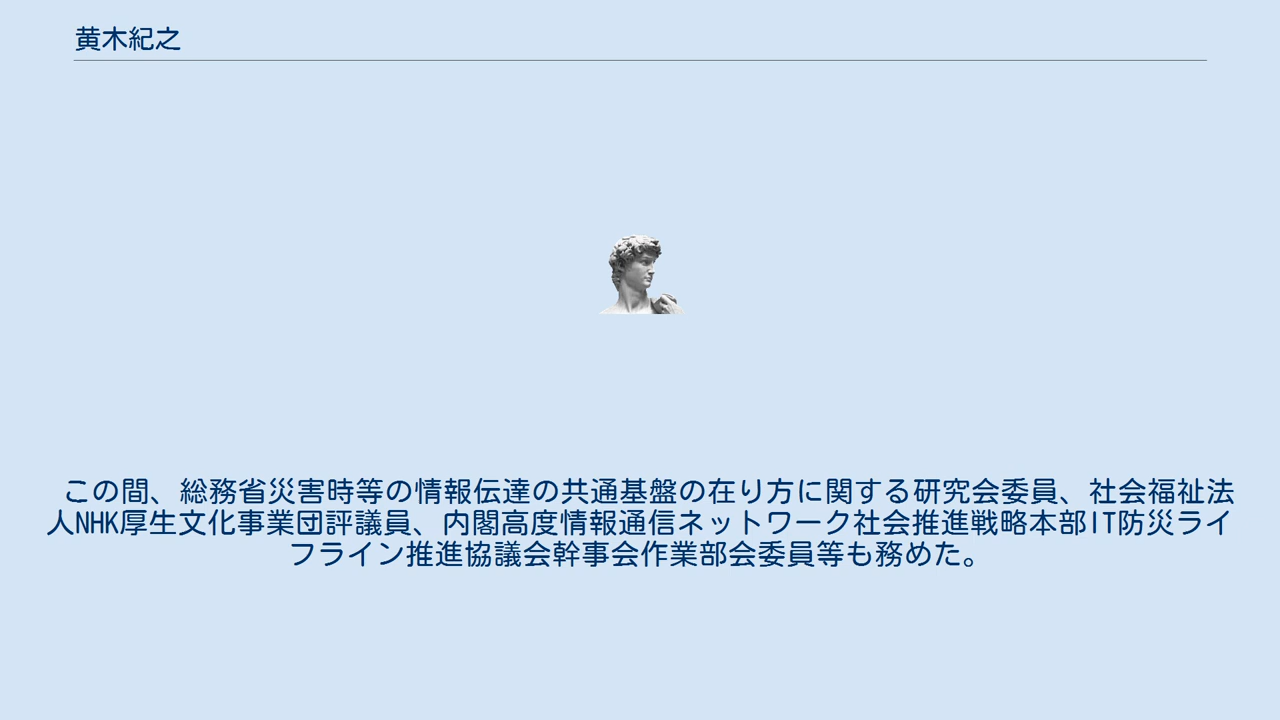 黄木紀之
この間、総務省災害時等の情報伝達の共通基盤の在り方に関する研究会委員、社会福祉法
人NHK厚生文化事業団評議員、内閣高度情報通信ネットワーク社会推進戦略本部IT防災ライ
フライン推進協議会幹事会作業部会委員等も務めた。